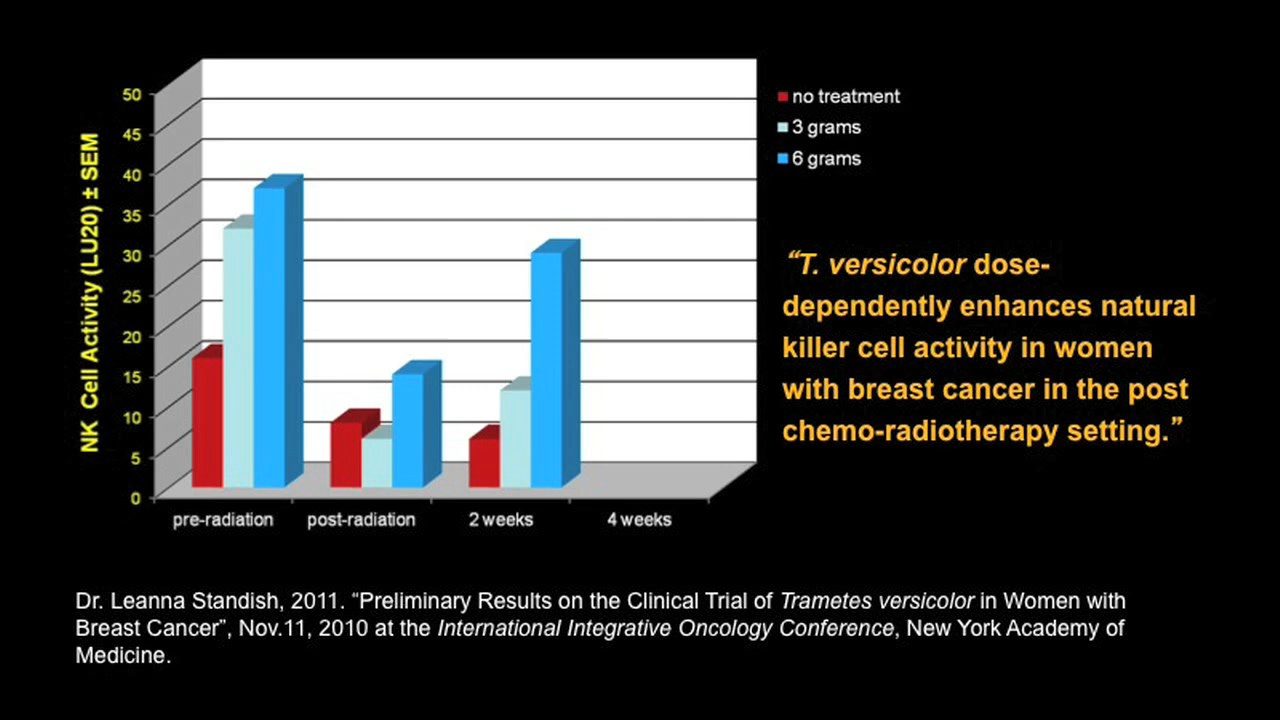 50
45
40
35
30
25
20
15
10
5
0
NK Cell Activity (LU20) ± SEM
pre-radiation
post-radiation
2 weeks
4 weeks
no treatment
3 grams
6 grams
“T. versicolor dose-
dependently enhances natural
killer cell activity in women
with breast cancer in the post
chemo-radiotherapy setting.”
Dr. Leanna Standish, 2011. “Preliminary Results on the Clinical Trial of Trametes versicolor in Women with
Breast Cancer”, Nov.11, 2010 at the International Integrative Oncology Conference, New York Academy of
Medicine.